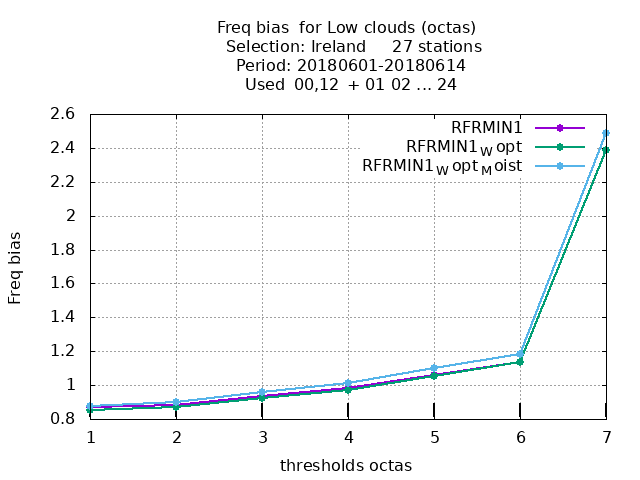 Freq bias  for Low clouds (octas)
Selection: Ireland     27 stations
Period: 20180601-20180614
Used  00,12  + 01 02 ... 24
RFRMIN1
RFRMIN1_W opt
RFRMIN1_W opt_M oist
2.6
2.4
2.2
2
1.8
1.6
1.4
1.2
1
0.8
Freq bias
1 2 3 4 5 6 7
thresholds octas